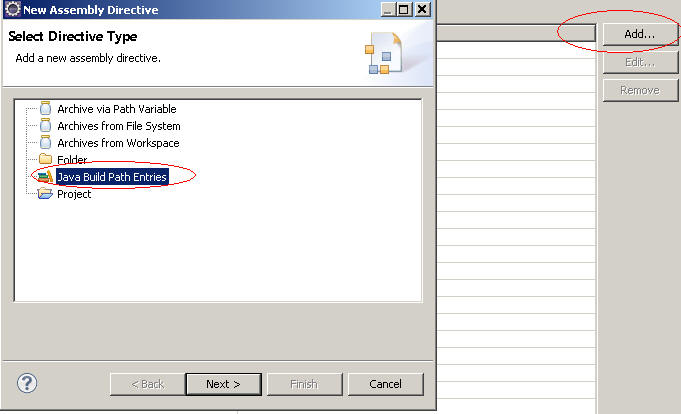 New Assembly Directive
Select Directive Type
Add a new assembly directive.
Archive via Path Variable
Archives from File System
Archives from Workspace
Folder
Java Build Path Entries
Project
?
< Back
Next >
Finish
Cancel
Add...
Edit...
Remove